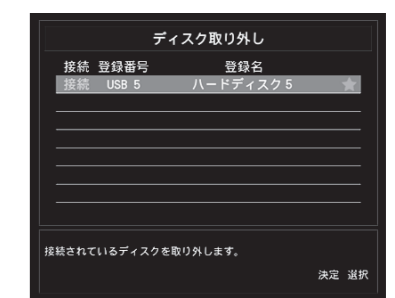 ディスク取り外し
接続 登録番号 登録名
接続 USB 5 ハードディスク5 ★
接続されているディスクを取り外します。
決定 選択